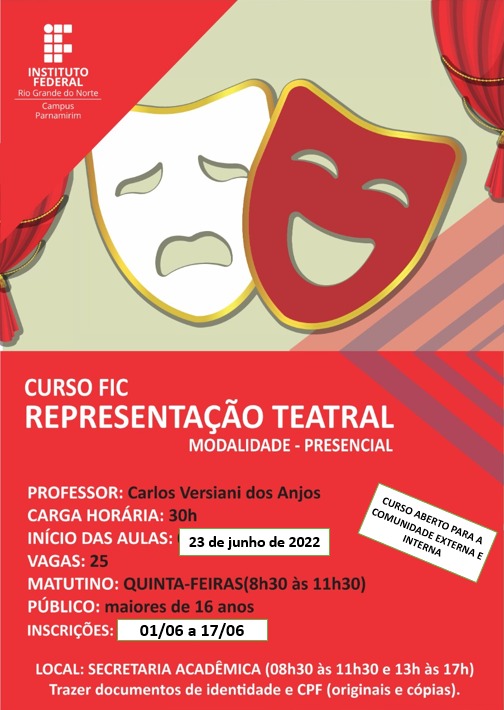 INSTITUTO
FEDERAL
Rio Grande do Norte
Campus
Parnamirim
CURSO FIC
REPRESENTAÇÃO TEATRAL
MODALIDADE - PRESENCIAL
PROFESSOR: Carlos Versiani dos Anjos
CARGA HORÁRIA: 30h
INÍCIO DAS AULAS: 23 de junho de 2022
VAGAS: 25
MATUTINO: QUINTA-FEIRAS(8h30 às 11h30)
PÚBLICO: maiores de 16 anos
INSCRIÇÕES: 01/06 a 17/06
CURSO ABERTO PARA A
COMUNIDADE EXTERNA E
INTERNA
LOCAL: SECRETARIA ACADÊMICA (08h30 às 11h30 e 13h às 17h)
Trazer documentos de identidade e CPF (originais e cópias).